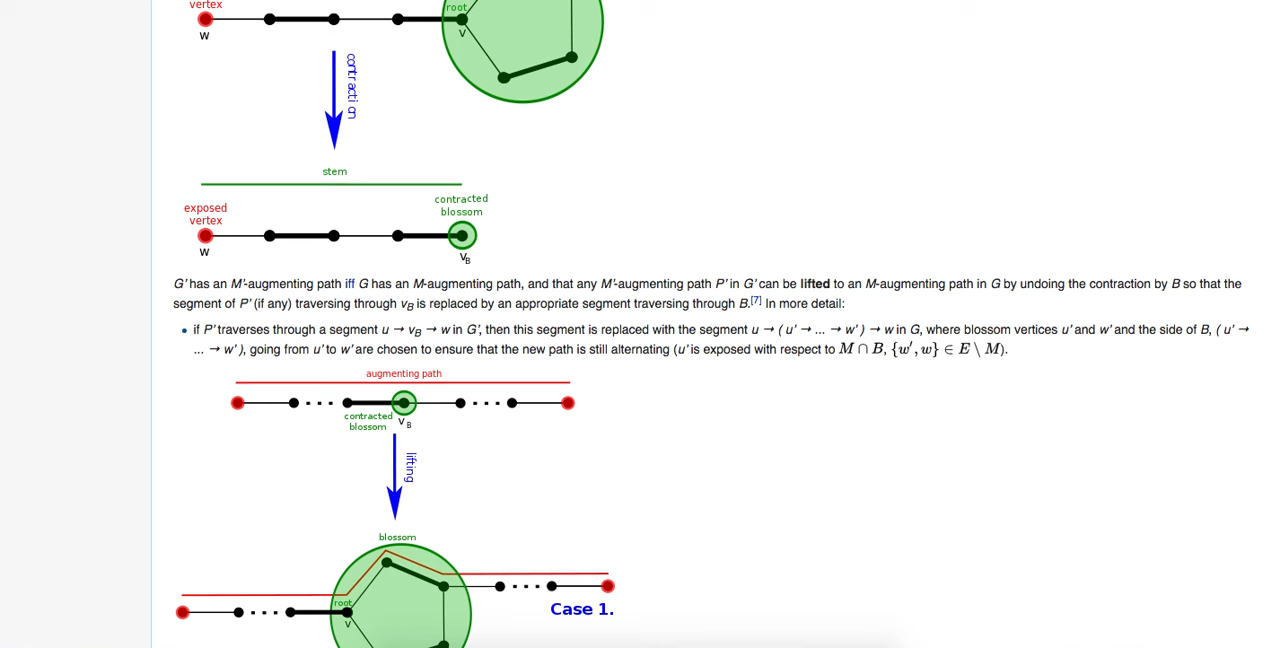 vertex
root
w
v
contraction
stem
contracted
blossom
exposed
vertex
w
vB
G' has an M'-augmenting path iff G has an M-augmenting path, and that any M'-augmenting path P' in G' can be lifted to an M-augmenting path in G by undoing the contraction by B so that the
segment of P' (if any) traversing through vB is replaced by an appropriate segment traversing through B.[7] In more detail:
• if P' traverses through a segment u → vB → w in G', then this segment is replaced with the segment u → ( u' → ... → w' ) → w in G, where blossom vertices u' and w' and the side of B, ( u' →
... → w' ), going from u' to w' are chosen to ensure that the new path is still alternating (u' is exposed with respect to M ∩ B, {w′, w} ∈ E \ M).
augmenting path
contracted
blossom
v B
lifting
blossom
root
v
Case 1.